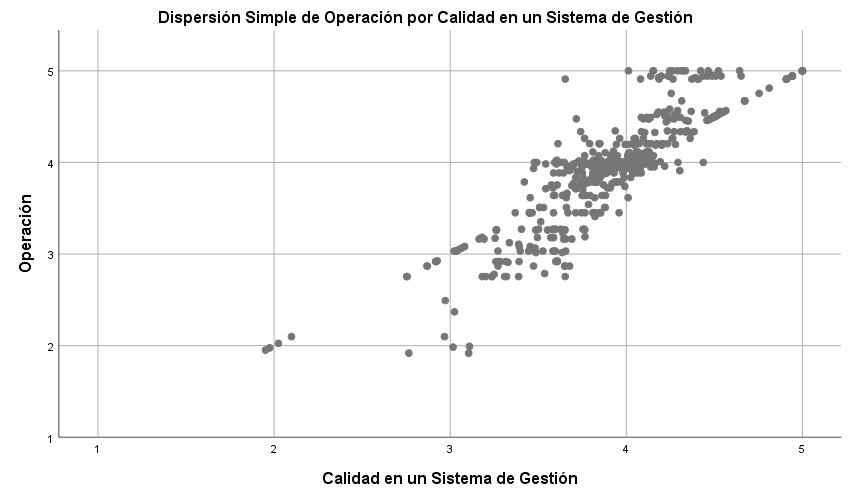 Dispersión Simple de Operación por Calidad en un Sistema de Gestión
5
4
3
2
1
Operación
1 2 3 4 5
Calidad en un Sistema de Gestión